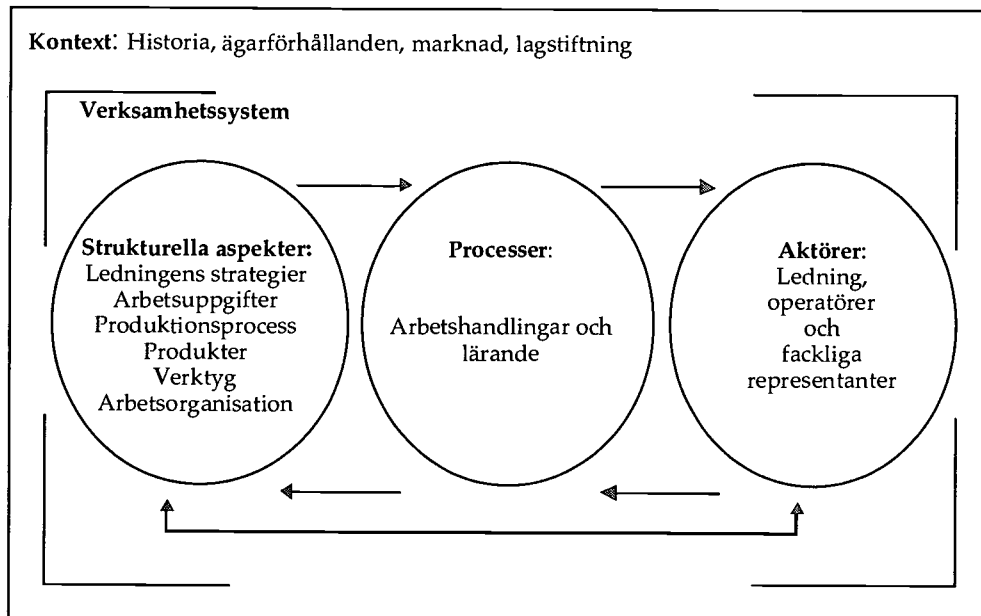 Kontext: Historia, ägarförhållanden, marknad, lagstiftning
Verksamhetssystem
Strukturella aspekter:
Ledningens strategier
Arbetsuppgifter
Produktionsprocess
Produkter
Verktyg
Arbetsorganisation
Processer:
Arbetshandlingar och
lärande
Aktörer:
Ledning,
operatörer
och
fackliga
representanter